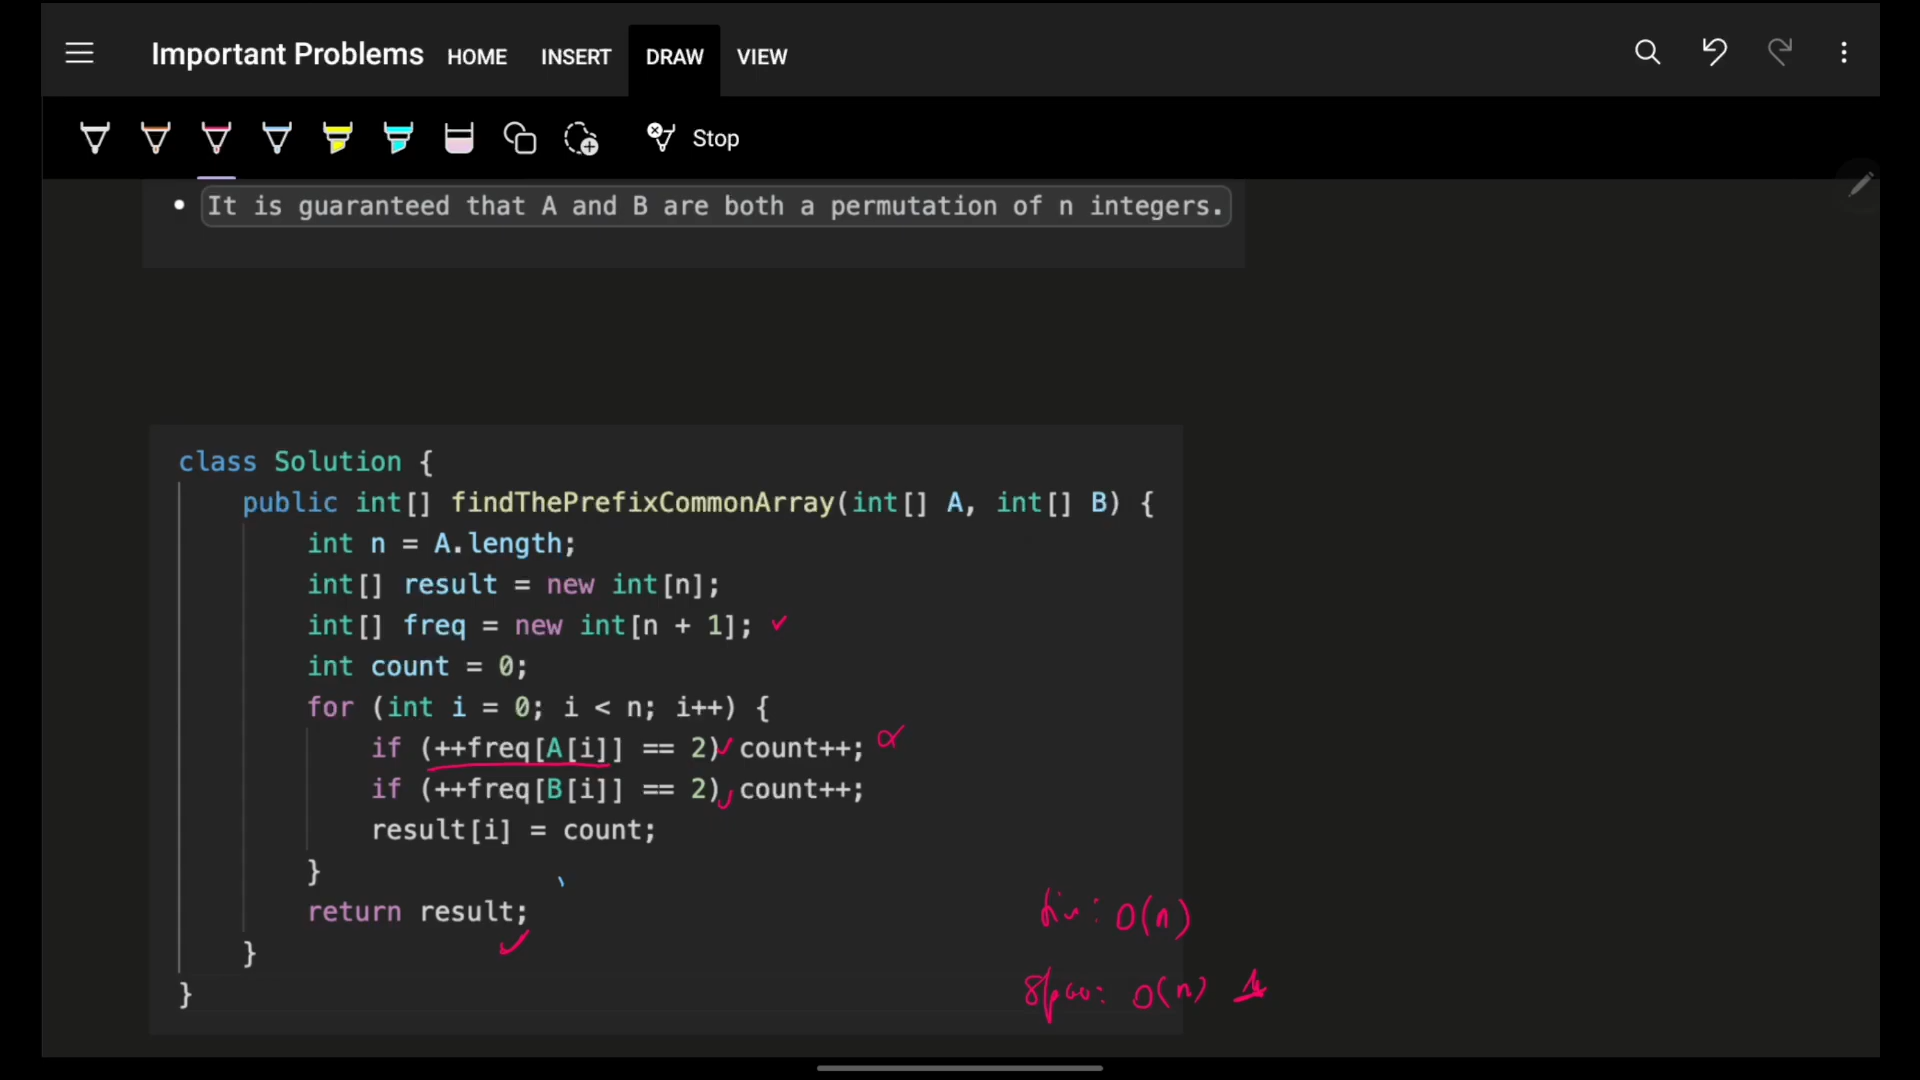 Important Problems HOME INSERT DRAW VIEW
Stop
• It is guaranteed that A and B are both a permutation of n integers.
class Solution {
public int[] findThePrefixCommonArray(int[] A, int[] B) {
int n = A.length;
int[] result = new int[n];
int[] freq = new int[n + 1];
int count = 0;
for (int i = 0; i < n; i++) {
if (++freq[A[i]] == 2) count++;
if (++freq[B[i]] == 2) count++;
result[i] = count;
}
return result;
}
}
: O(n)
: O(n)